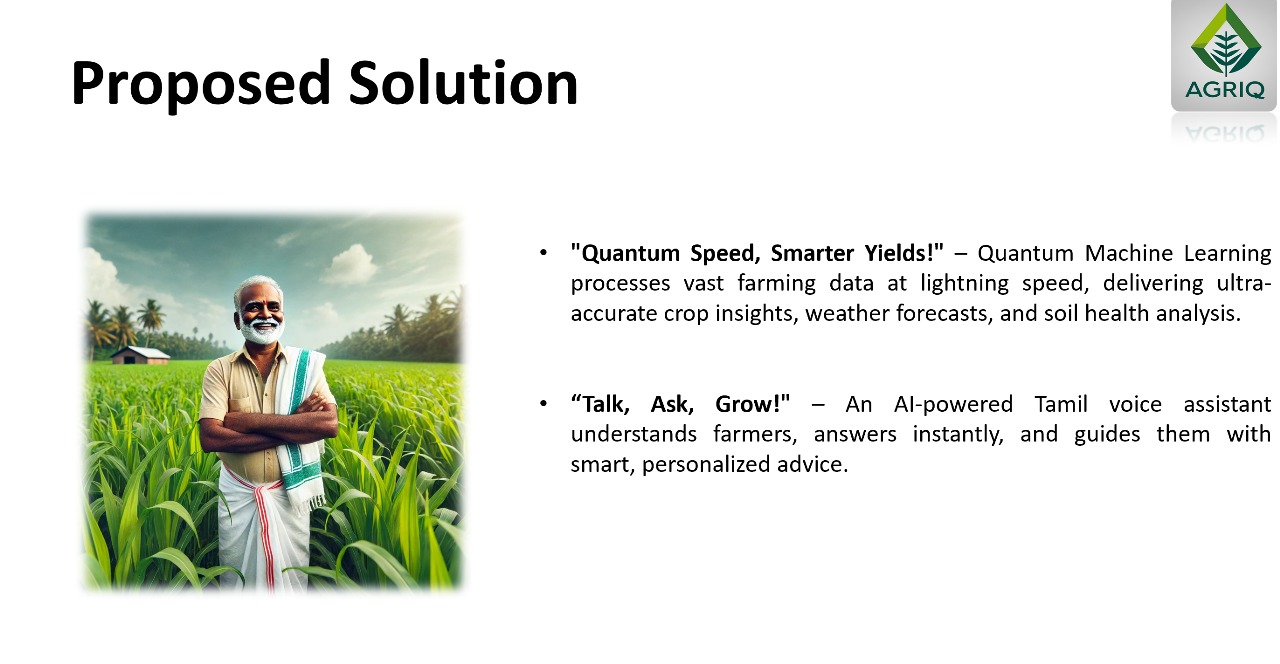 Proposed Solution
AGRIQ
• "Quantum Speed, Smarter Yields!" – Quantum Machine Learning
processes vast farming data at lightning speed, delivering ultra-
accurate crop insights, weather forecasts, and soil health analysis.
• “Talk, Ask, Grow!" – An AI-powered Tamil voice assistant
understands farmers, answers instantly, and guides them with
smart, personalized advice.